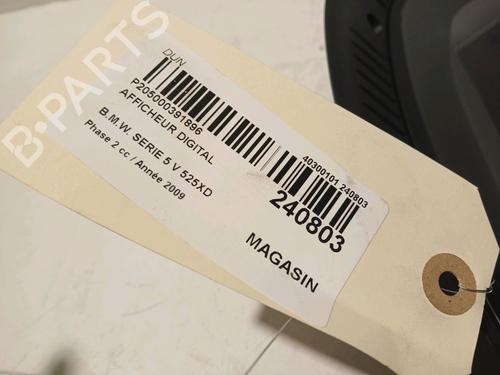 B-PARTS
DUN
P205000391896
AFFICHEUR DIGITAL
B.M.W. SERIE 5 V 525XD
Phase 2 cc / Année 2009
40300101 240803
240803
MAGASIN